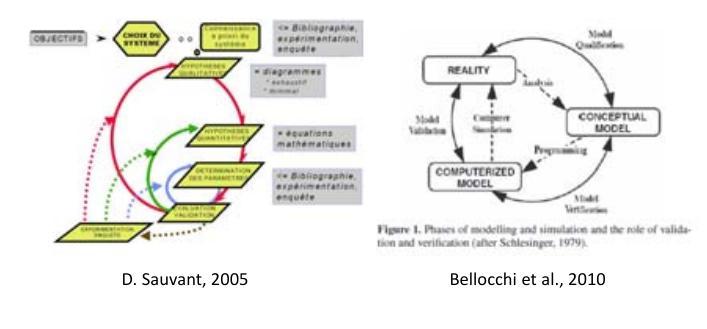 OBJECTIFS
CHOIX DU
SYSTEME
Connaissance
à priori du
système
<= Bibliographie,
expérimentation,
enquête
HYPOTHESES
QUALITATIVES
= diagrammes
* exhaustif
* minimal
HYPOTHESES
QUANTITATIVES
= équations
mathématiques
DETERMINATION
DES PARAMETRES
<= Bibliographie,
expérimentation,
enquête
EVALUATION
VALIDATION
EXPERIMENTATION
ENQUETE
D. Sauvant, 2005
Model
Qualification
REALITY
Analysis
CONCEPTUAL
MODEL
Model
Validation
Computer
Simulation
Programming
COMPUTERIZED
MODEL
Model
Verification
Figure 1. Phases of modelling and simulation and the role of valida-
tion and verification (after Schlesinger, 1979).
Bellocchi et al., 2010